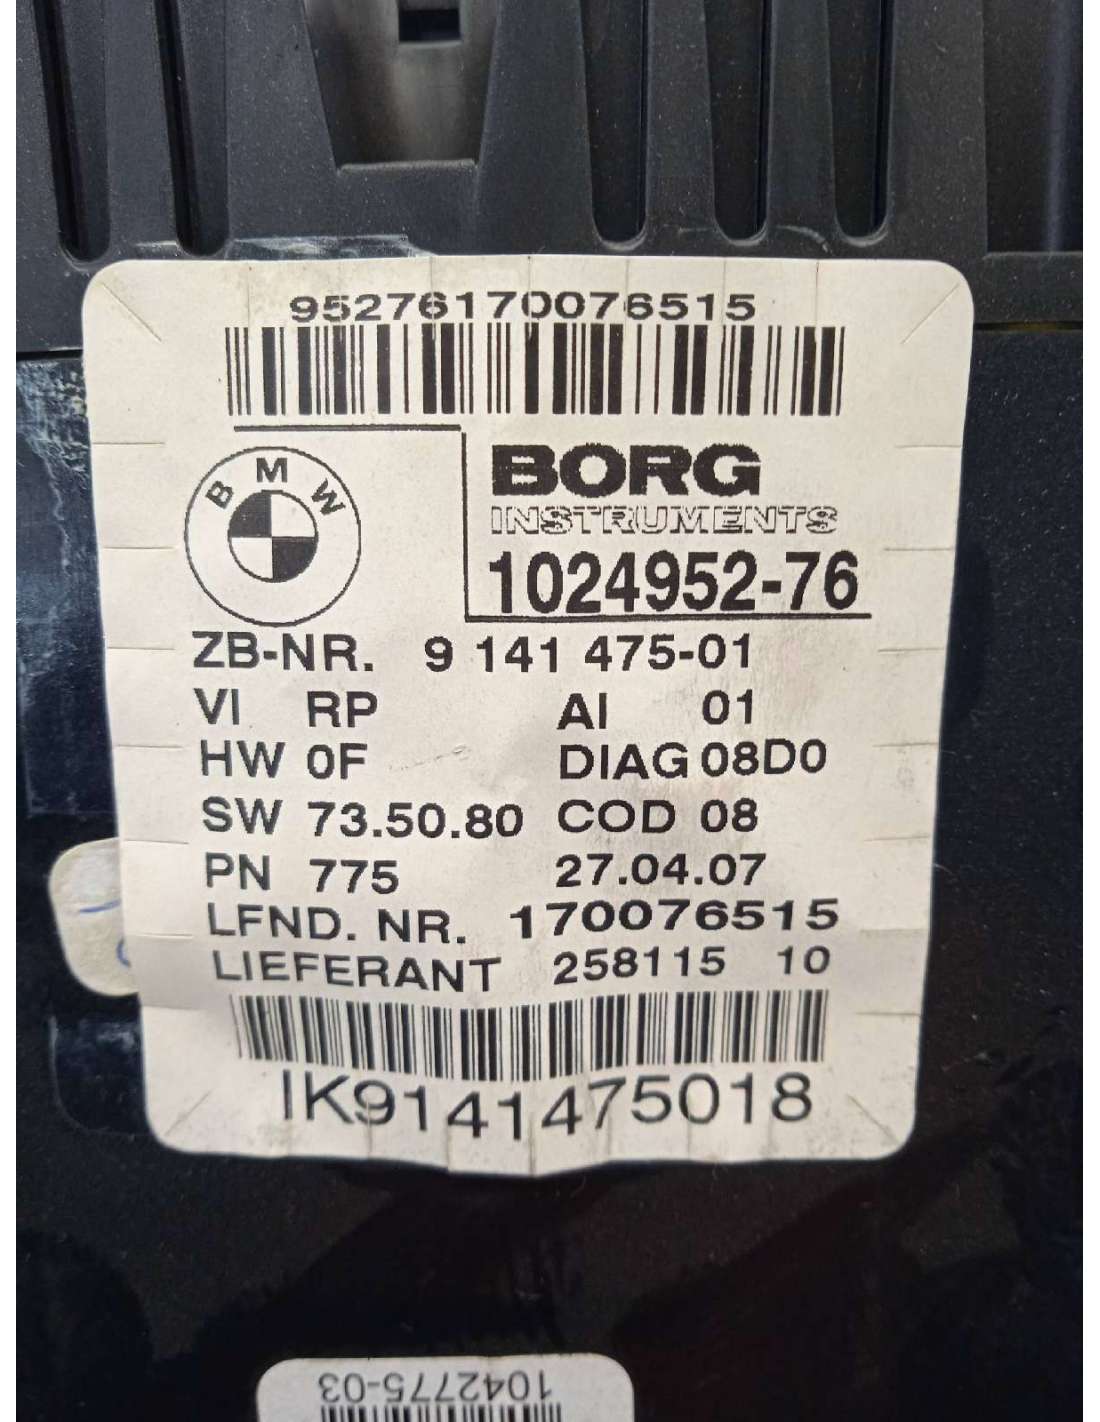 95276170076515
BMW
BORG
INSTRUMENTS
1024952-76
ZB-NR. 9 141 475-01
VI RP AI 01
HW 0F DIAG 08D0
SW 73.50.80 COD 08
PN 775 27.04.07
LFND. NR. 170076515
LIEFERANT 258115 10
IK9141475018
1042775-03